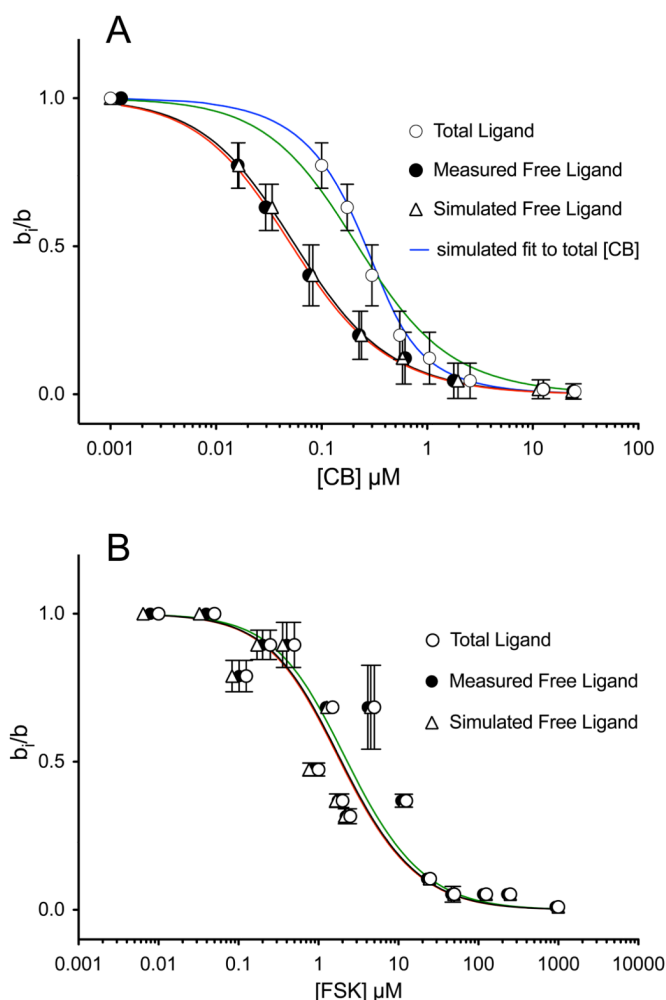 A
1.0
0.5
0.0
bi/b
Total Ligand
Measured Free Ligand
Simulated Free Ligand
simulated fit to total [CB]
0.001 0.01 0.1 1 10 100
[CB] µM
B
1.0
0.5
0.0
bi/b
Total Ligand
Measured Free Ligand
Simulated Free Ligand
0.001 0.01 0.1 1 10 100 1000 10000
[FSK] µM